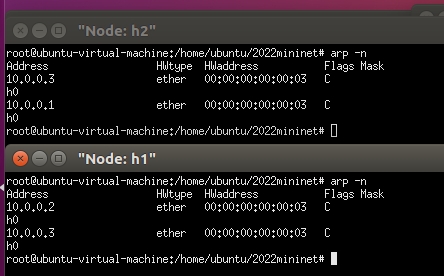 "Node: h2"
root@ubuntu-virtual-machine:/home/ubuntu/2022mininet# arp -n
Address HWtype HWaddress Flags Mask
10.0.0.3 ether 00:00:00:00:00:03 C
h0
10.0.0.1 ether 00:00:00:00:00:03 C
h0
root@ubuntu-virtual-machine:/home/ubuntu/2022mininet#
"Node: h1"
root@ubuntu-virtual-machine:/home/ubuntu/2022mininet# arp -n
Address HWtype HWaddress Flags Mask
10.0.0.2 ether 00:00:00:00:00:03 C
h0
10.0.0.3 ether 00:00:00:00:00:03 C
h0
root@ubuntu-virtual-machine:/home/ubuntu/2022mininet#